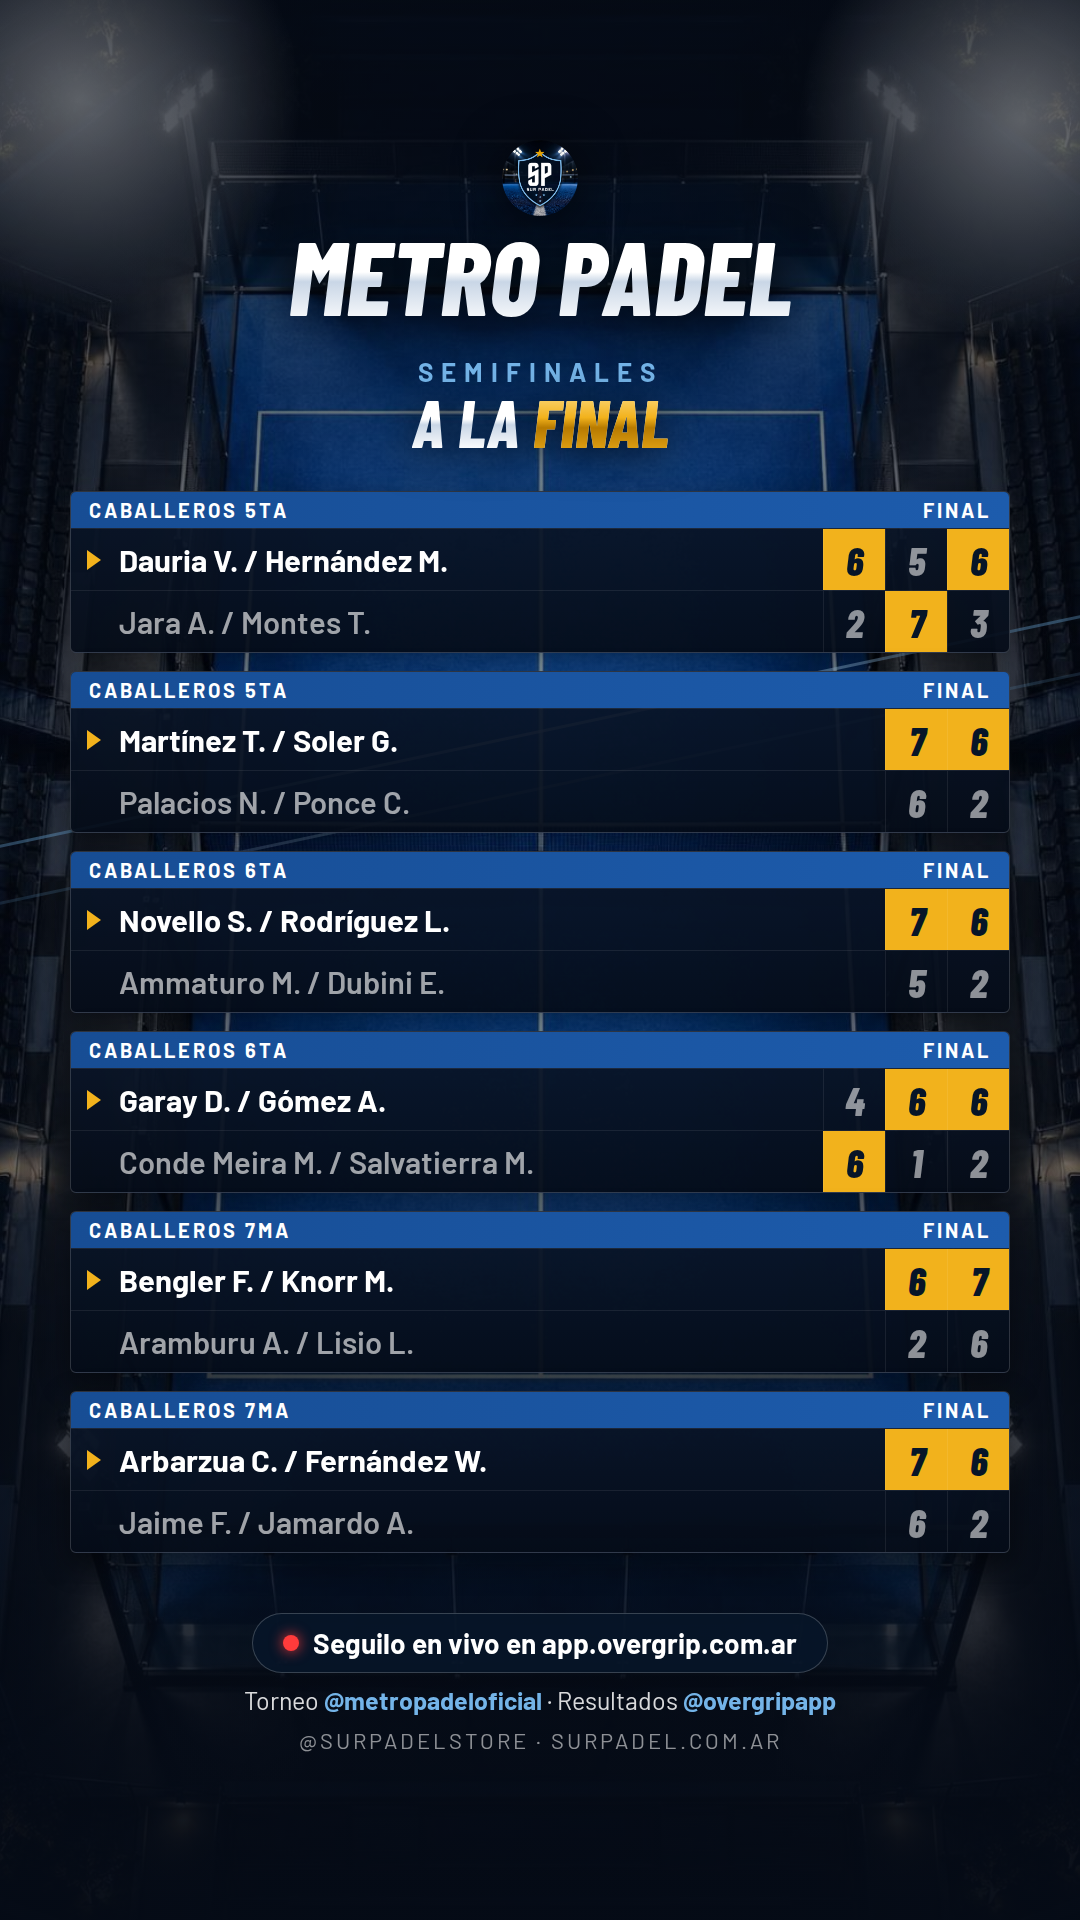 SP
SUR PADEL
METRO PADEL
SEMIFINALES
A LA FINAL
CABALLEROS 5TA FINAL
Dauria V. / Hernández M. 6 5 6
Jara A. / Montes T. 2 7 3
CABALLEROS 5TA FINAL
Martínez T. / Soler G. 7 6
Palacios N. / Ponce C. 6 2
CABALLEROS 6TA FINAL
Novello S. / Rodríguez L. 7 6
Ammaturo M. / Dubini E. 5 2
CABALLEROS 6TA FINAL
Garay D. / Gómez A. 4 6 6
Conde Meira M. / Salvatierra M. 6 1 2
CABALLEROS 7MA FINAL
Bengler F. / Knorr M. 6 7
Aramburu A. / Lisio L. 2 6
CABALLEROS 7MA FINAL
Arbarzua C. / Fernández W. 7 6
Jaime F. / Jamardo A. 6 2
Seguilo en vivo en app.overgrip.com.ar
Torneo @metropadeloficial · Resultados @overgripapp
@SURPADELSTORE · SURPADEL.COM.AR